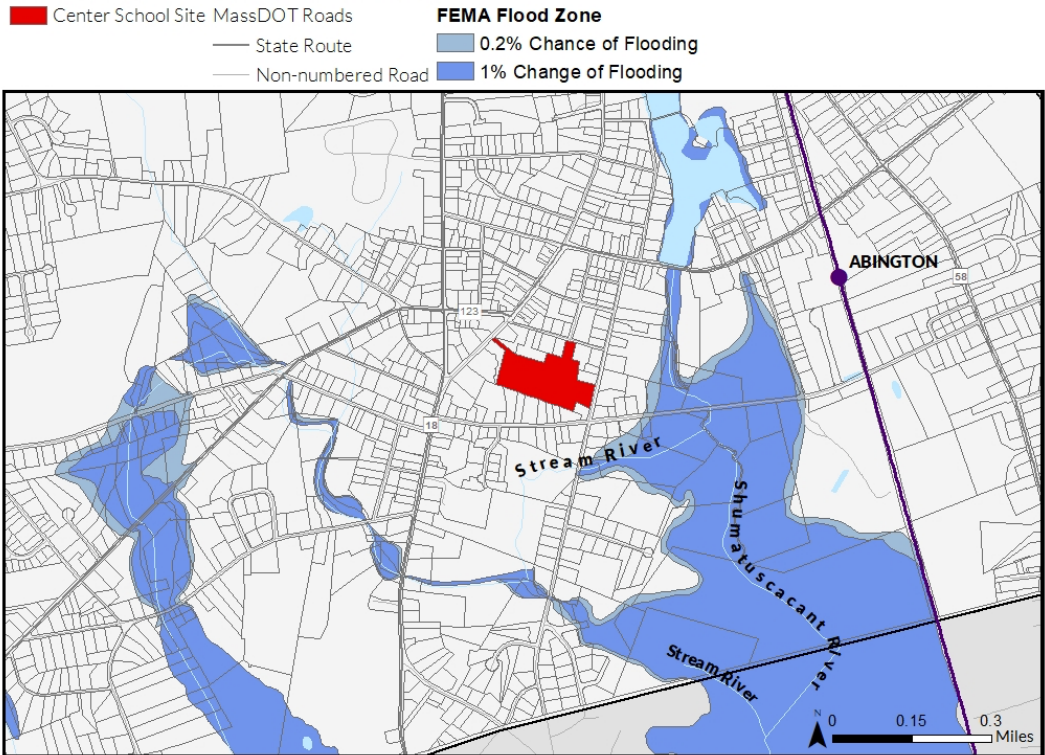 Center School Site
MassDOT Roads
State Route
Non-numbered Road
FEMA Flood Zone
0.2% Chance of Flooding
1% Change of Flooding
ABINGTON
58
123
18
Stream River
Shumatuscacant River
Stream River
N
0 0.15 0.3
Miles